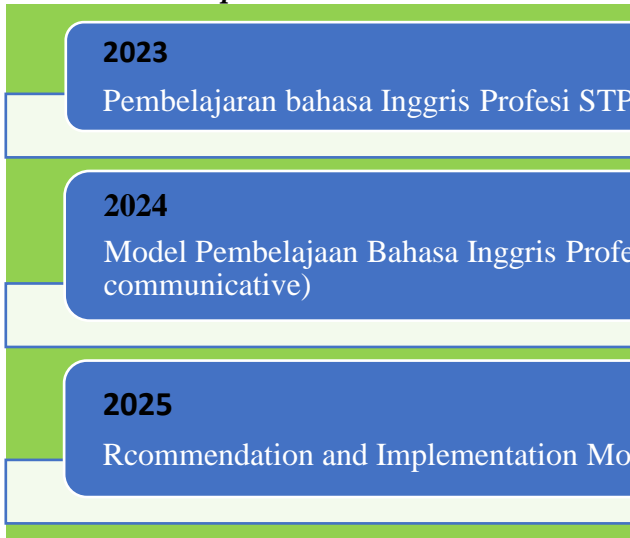 2023
Pembelajaran bahasa Inggris Profesi STP
2024
Model Pembelajaan Bahasa Inggris Profe
communicative)
2025
Rcommendation and Implementation Mo